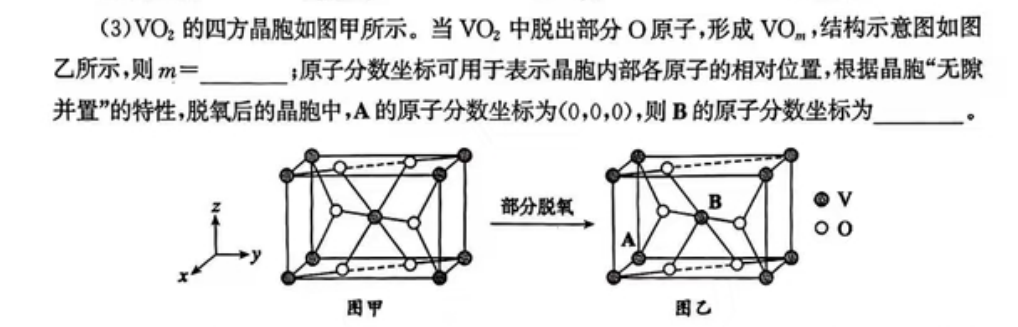 (3)VO₂ 的四方晶胞如图甲所示。当 VO₂ 中脱出部分 O 原子,形成 VOₘ,结构示意图如图
乙所示,则 m=______;原子分数坐标可用于表示晶胞内部各原子的相对位置,根据晶胞“无隙
并置”的特性,脱氧后的晶胞中,A 的原子分数坐标为(0,0,0),则 B 的原子分数坐标为______。
z
y
x
部分脱氧
A
B
V
O
图甲
图乙